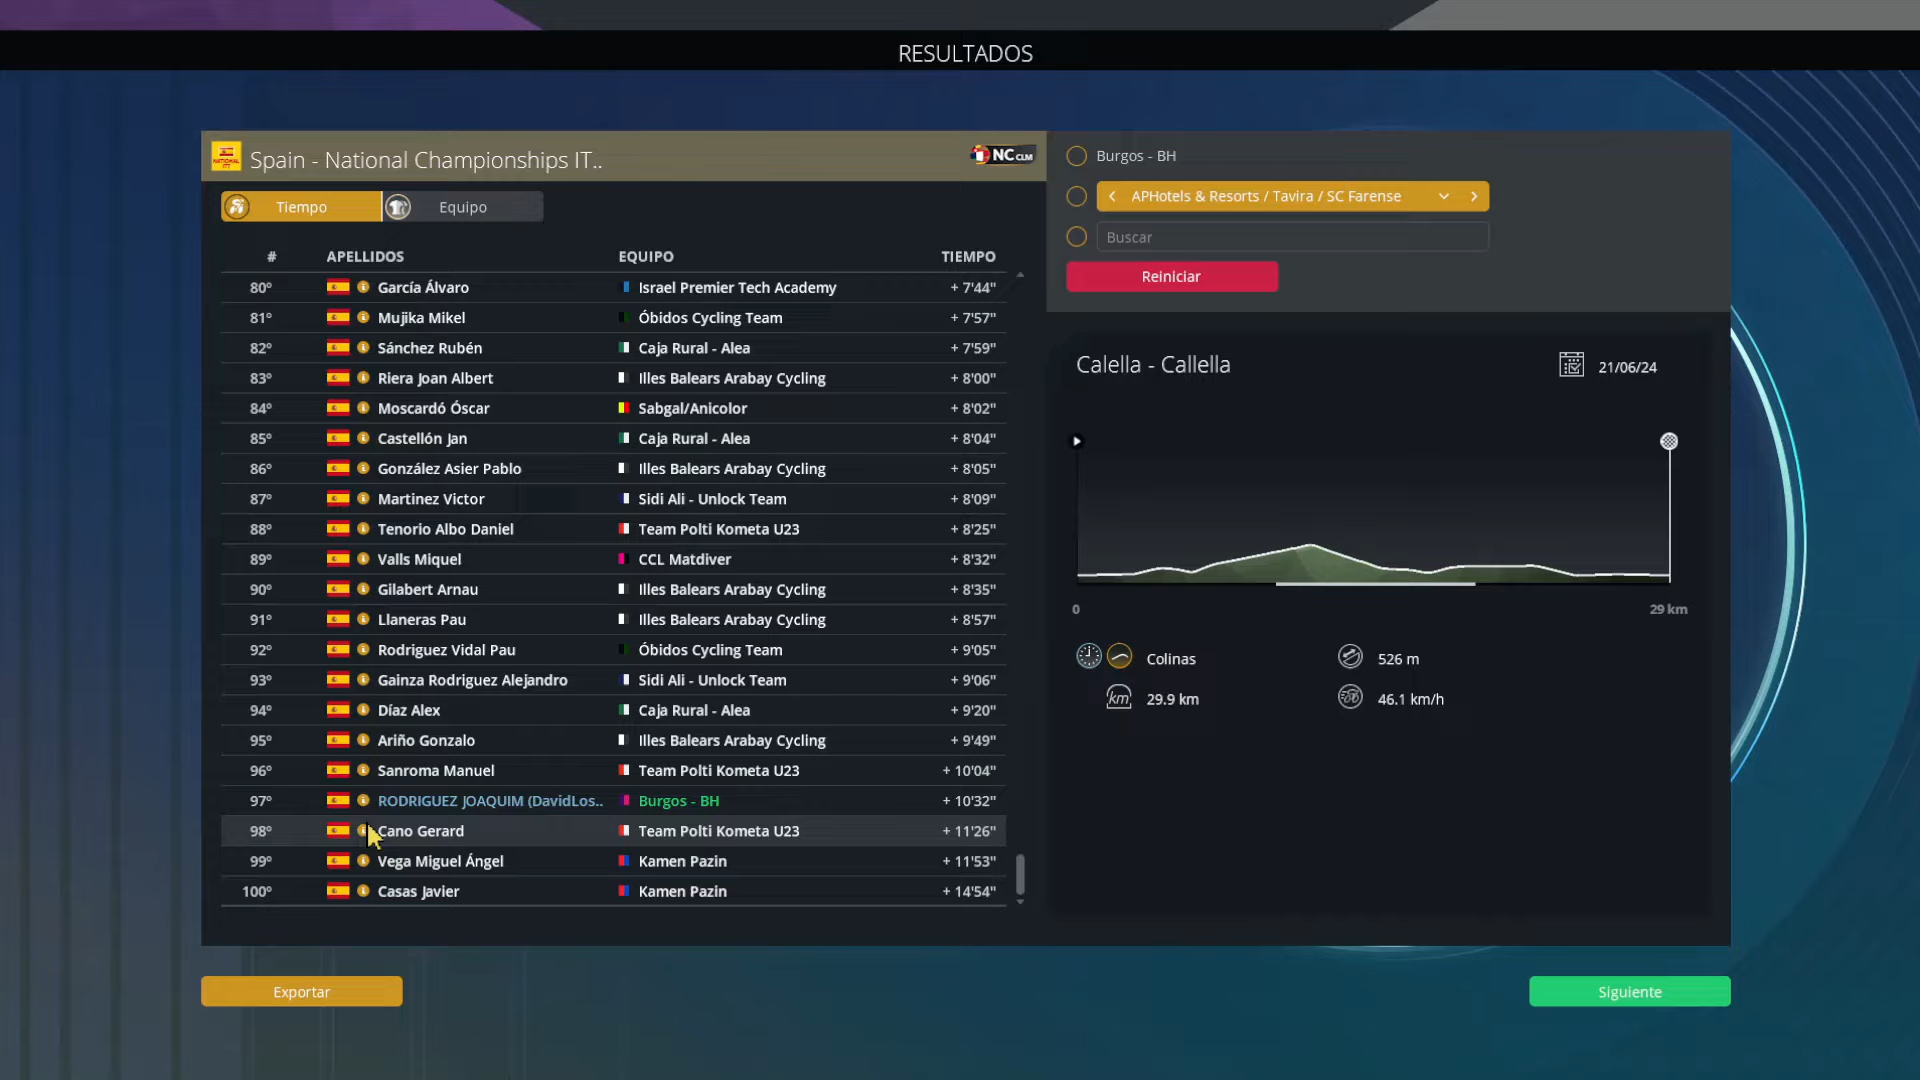 RESULTADOS
Spain - National Championships IT..
NC CLM
Tiempo
Equipo
# APELLIDOS EQUIPO TIEMPO
80º García Álvaro Israel Premier Tech Academy + 7'44"
81º Mujika Mikel Óbidos Cycling Team + 7'57"
82º Sánchez Rubén Caja Rural - Alea + 7'59"
83º Riera Joan Albert Illes Balears Arabay Cycling + 8'00"
84º Moscardó Óscar Sabgal/Anicolor + 8'02"
85º Castellón Jan Caja Rural - Alea + 8'04"
86º González Asier Pablo Illes Balears Arabay Cycling + 8'05"
87º Martinez Victor Sidi Ali - Unlock Team + 8'09"
88º Tenorio Albo Daniel Team Polti Kometa U23 + 8'25"
89º Valls Miquel CCL Matdiver + 8'32"
90º Gilabert Arnau Illes Balears Arabay Cycling + 8'35"
91º Llaneras Pau Illes Balears Arabay Cycling + 8'57"
92º Rodriguez Vidal Pau Óbidos Cycling Team + 9'05"
93º Gainza Rodriguez Alejandro Sidi Ali - Unlock Team + 9'06"
94º Díaz Alex Caja Rural - Alea + 9'20"
95º Ariño Gonzalo Illes Balears Arabay Cycling + 9'49"
96º Sanroma Manuel Team Polti Kometa U23 + 10'04"
97º RODRIGUEZ JOAQUIM (DavidLos.. Burgos - BH + 10'32"
98º Cano Gerard Team Polti Kometa U23 + 11'26"
99º Vega Miguel Ángel Kamen Pazin + 11'53"
100º Casas Javier Kamen Pazin + 14'54"
Burgos - BH
APHotels & Resorts / Tavira / SC Farense
Buscar
Reiniciar
Calella - Callella
21/06/24
0
29 km
Colinas
526 m
km 29.9 km
46.1 km/h
Exportar
Siguiente